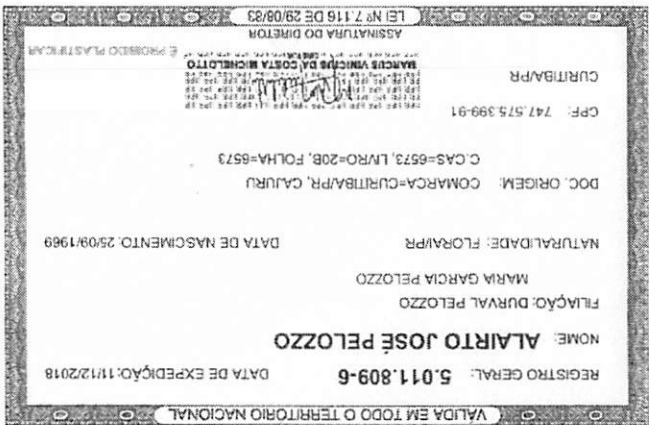 VÁLIDA EM TODO O TERRITÓRIO NACIONAL
REGISTRO GERAL: 5.011.809-6 DATA DE EXPEDIÇÃO: 11/12/2018
NOME: ALAIRTO JOSÉ PELOZZO
FILIAÇÃO: DURVAL PELOZZO
MARIA GARCIA PELOZZO
NATURALIDADE: FLORAI/PR DATA DE NASCIMENTO: 25/09/1969
DOC. ORIGEM: COMARCA=CURITIBA/PR, CAJURU
C.CAS=6573, LIVRO=20B, FOLHA=6573
CPF: 747.575.399-91
CURITIBA/PR
MARCUS VINICIUS DA COSTA MICHELOTTO
DIRETOR
ASSINATURA DO DIRETOR
É PROIBIDO PLASTIFICAR
LEI Nº 7.116 DE 29/08/83